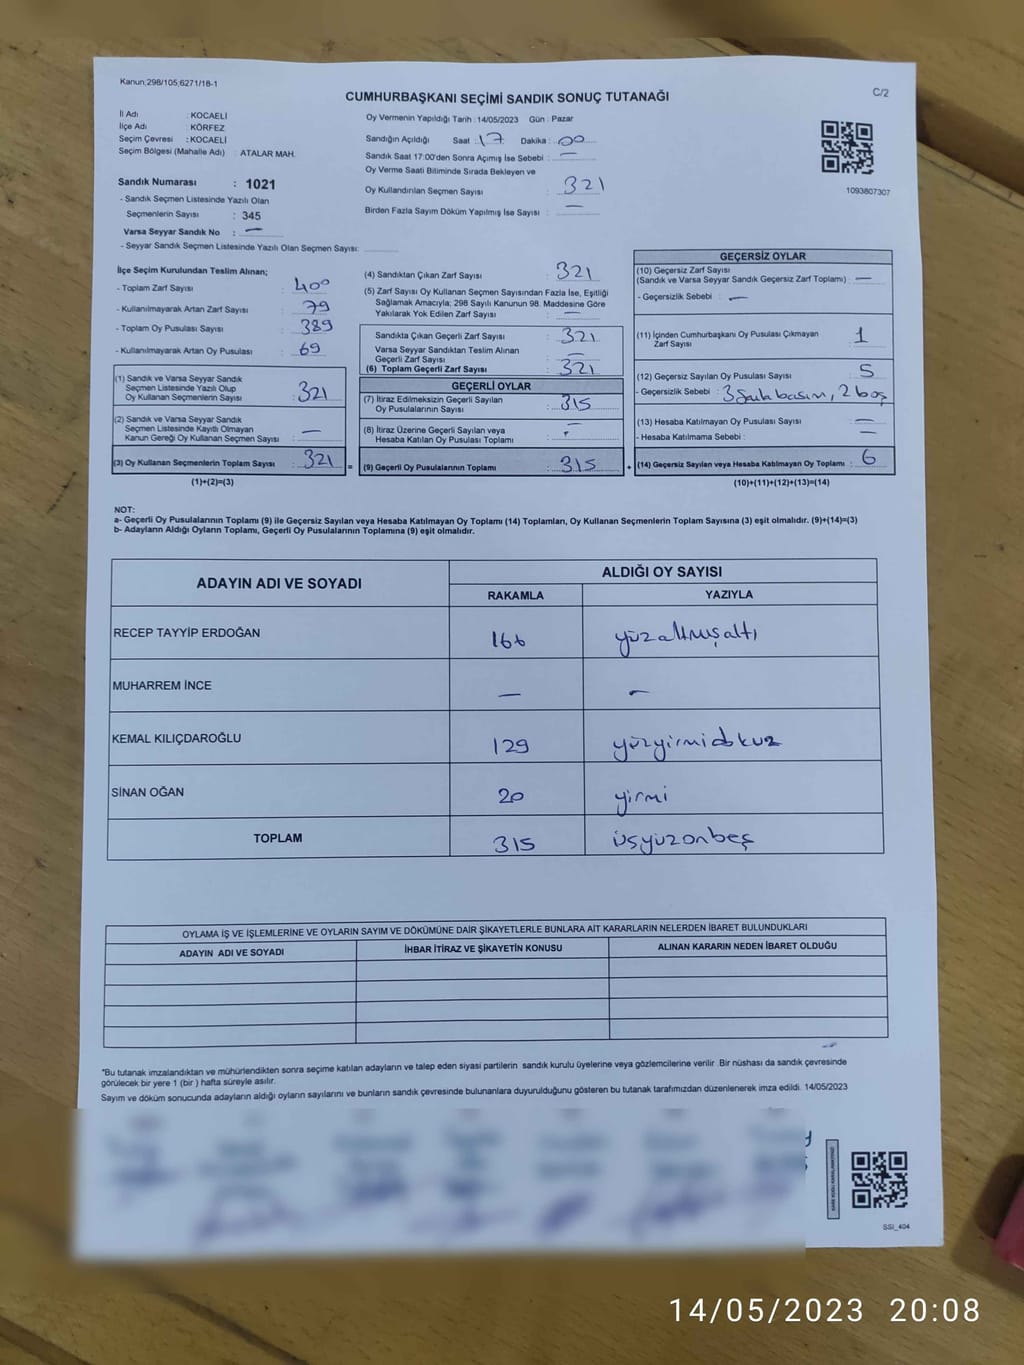 Kanun;298/105;6271/18-1
C/2
CUMHURBAŞKANI SEÇİMİ SANDIK SONUÇ TUTANAĞI
İl Adı : KOCAELİ
İlçe Adı : KÖRFEZ
Seçim Çevresi : KOCAELİ
Seçim Bölgesi (Mahalle Adı) : ATALAR MAH.
Sandık Numarası : 1021
- Sandık Seçmen Listesinde Yazılı Olan
Seçmenlerin Sayısı : 345
Varsa Seyyar Sandık No : —
- Seyyar Sandık Seçmen Listesinde Yazılı Olan Seçmen Sayısı:
Oy Vermenin Yapıldığı Tarih : 14/05/2023 Gün : Pazar
Sandığın Açıldığı Saat : 17 Dakika : 00
Sandık Saat 17:00'den Sonra Açımış İse Sebebi : —
Oy Verme Saati Bitiminde Sırada Bekleyen ve
Oy Kullandırılan Seçmen Sayısı : 321
Birden Fazla Sayım Döküm Yapılmış İse Sayısı : —
1093807307
İlçe Seçim Kurulundan Teslim Alınan;
- Toplam Zarf Sayısı : 400
- Kullanılmayarak Artan Zarf Sayısı : 79
- Toplam Oy Pusulası Sayısı : 389
- Kullanılmayarak Artan Oy Pusulası : 69
(1) Sandık ve Varsa Seyyar Sandık
Seçmen Listesinde Yazılı Olup
Oy Kullanan Seçmenlerin Sayısı : 321
(2) Sandık ve Varsa Seyyar Sandık
Seçmen Listesinde Kayıtlı Olmayan
Kanun Gereği Oy Kullanan Seçmen Sayısı : —
(3) Oy Kullanan Seçmenlerin Toplam Sayısı : 321
(1)+(2)=(3)
(4) Sandıktan Çıkan Zarf Sayısı : 321
(5) Zarf Sayısı Oy Kullanan Seçmen Sayısından Fazla İse, Eşitliği
Sağlamak Amacıyla; 298 Sayılı Kanunun 98. Maddesine Göre
Yakılarak Yok Edilen Zarf Sayısı : —
Sandıkta Çıkan Geçerli Zarf Sayısı : 321
Varsa Seyyar Sandıktan Teslim Alınan
Geçerli Zarf Sayısı : —
(6) Toplam Geçerli Zarf Sayısı : 321
GEÇERLİ OYLAR
(7) İtiraz Edilmeksizin Geçerli Sayılan
Oy Pusulalarının Sayısı : 315
(8) İtiraz Üzerine Geçerli Sayılan veya
Hesaba Katılan Oy Pusulası Toplamı : -
= (9) Geçerli Oy Pusulalarının Toplamı : 315
GEÇERSİZ OYLAR
(10) Geçersiz Zarf Sayısı
(Sandık ve Varsa Seyyar Sandık Geçersiz Zarf Toplamı) : —
- Geçersizlik Sebebi : —
(11) İçinden Cumhurbaşkanı Oy Pusulası Çıkmayan
Zarf Sayısı : 1
(12) Geçersiz Sayılan Oy Pusulası Sayısı : 5
- Geçersizlik Sebebi : 3 basım, 2 boş
(13) Hesaba Katılmayan Oy Pusulası Sayısı : —
- Hesaba Katılmama Sebebi : —
+ (14) Geçersiz Sayılan veya Hesaba Katılmayan Oy Toplamı : 6
(10)+(11)+(12)+(13)=(14)
NOT:
a- Geçerli Oy Pusulalarının Toplamı (9) ile Geçersiz Sayılan veya Hesaba Katılmayan Oy Toplamı (14) Toplamları, Oy Kullanan Seçmenlerin Toplam Sayısına (3) eşit olmalıdır. (9)+(14)=(3)
b- Adayların Aldığı Oyların Toplamı, Geçerli Oy Pusulalarının Toplamına (9) eşit olmalıdır.
ADAYIN ADI VE SOYADI ALDIĞI OY SAYISI
RAKAMLA YAZIYLA
RECEP TAYYİP ERDOĞAN 166 yüzaltmışaltı
MUHARREM İNCE — —
KEMAL KILIÇDAROĞLU 129 yüzyirmidokuz
SİNAN OĞAN 20 yirmi
TOPLAM 315 üçyüzonbeş
OYLAMA İŞ VE İŞLEMLERİNE VE OYLARIN SAYIM VE DÖKÜMÜNE DAİR ŞİKAYETLERLE BUNLARA AİT KARARLARIN NELERDEN İBARET BULUNDUKLARI
ADAYIN ADI VE SOYADI İHBAR İTİRAZ VE ŞİKAYETİN KONUSU ALINAN KARARIN NEDEN İBARET OLDUĞU
*Bu tutanak imzalandıktan ve mühürlendikten sonra seçime katılan adayların ve talep eden siyasi partilerin sandık kurulu üyelerine veya gözlemcilerine verilir. Bir nüshası da sandık çevresinde
görülecek bir yere 1 (bir ) hafta süreyle asılır.
Sayım ve döküm sonucunda adayların aldığı oyların sayılarını ve bunların sandık çevresinde bulunanlara duyurulduğunu gösteren bu tutanak tarafımızdan düzenlenerek imza edildi. 14/05/2023
SSİ_404
14/05/2023 20:08